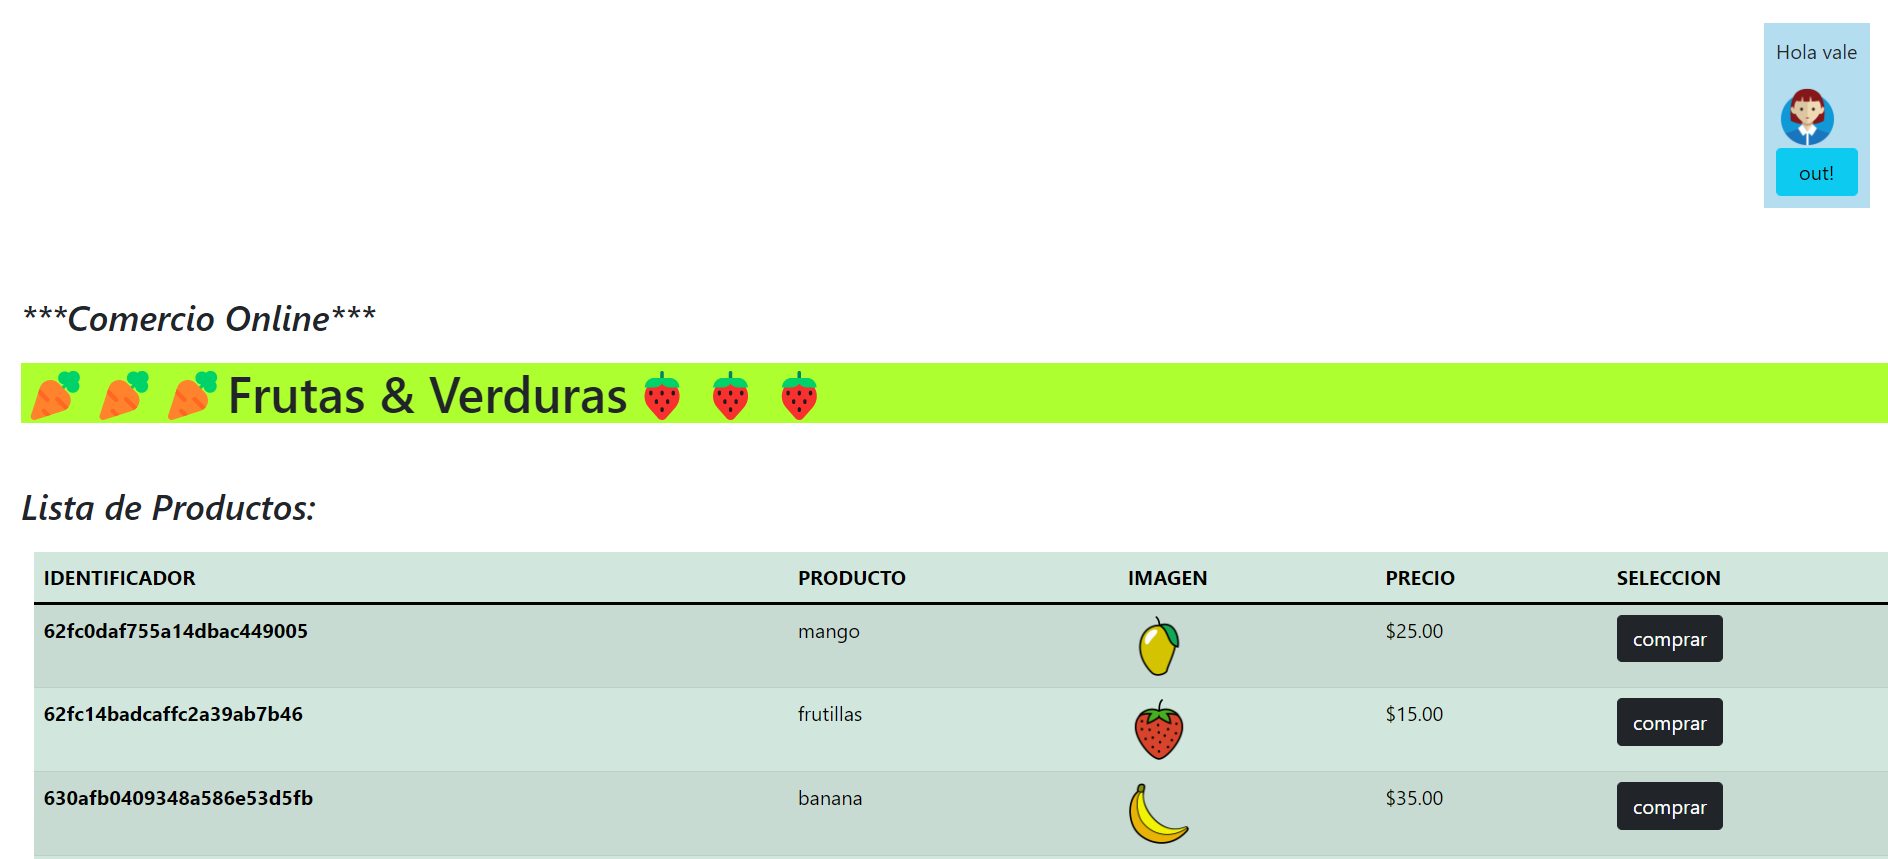 Hola vale
out!
***Comercio Online***
Frutas & Verduras
Lista de Productos:
IDENTIFICADOR PRODUCTO IMAGEN PRECIO SELECCION
62fc0daf755a14dbac449005 mango $25.00 comprar
62fc14badcaffc2a39ab7b46 frutillas $15.00 comprar
630afb0409348a586e53d5fb banana $35.00 comprar